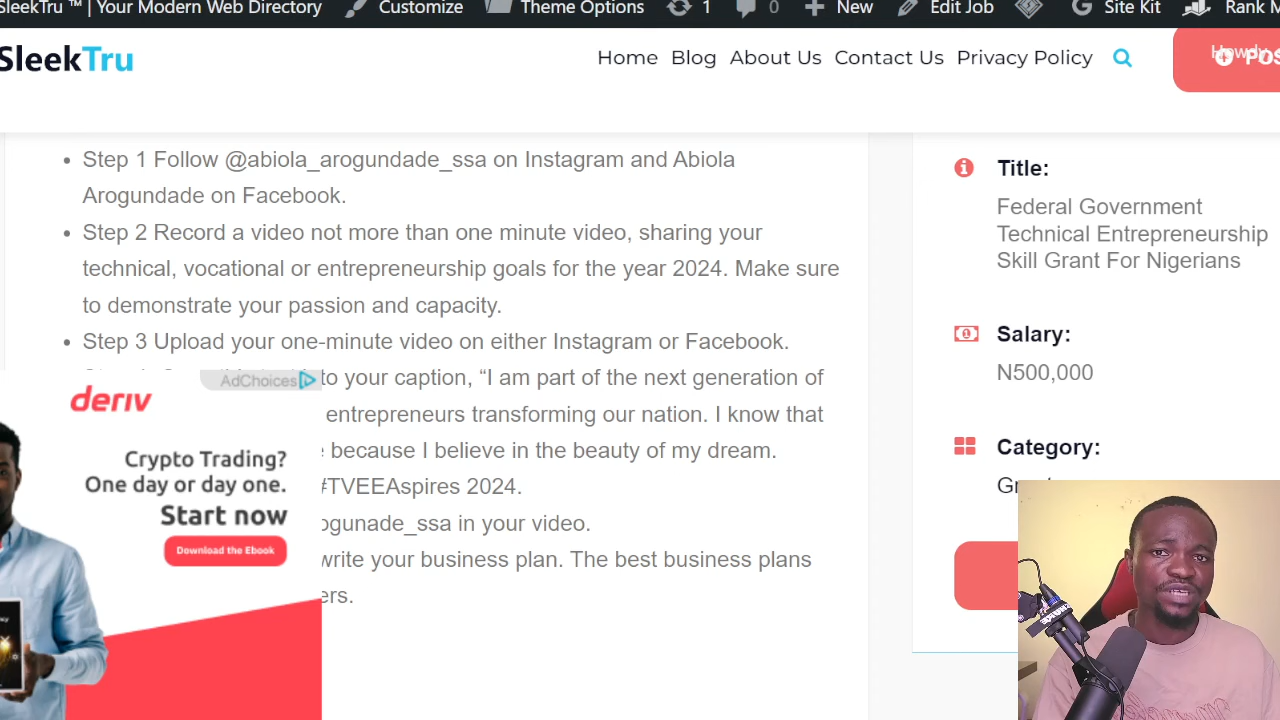 SleekTru ™ | Your Modern Web Directory Customize Theme Options 1 0 New Edit Job Site Kit Rank M
SleekTru
Home Blog About Us Contact Us Privacy Policy
Howdy,
POS
Step 1 Follow @abiola_arogundade_ssa on Instagram and Abiola
Arogundade on Facebook.
Step 2 Record a video not more than one minute video, sharing your
technical, vocational or entrepreneurship goals for the year 2024. Make sure
to demonstrate your passion and capacity.
Step 3 Upload your one-minute video on either Instagram or Facebook.
to your caption, “I am part of the next generation of
entrepreneurs transforming our nation. I know that
because I believe in the beauty of my dream.
#TVEEAspires 2024.
ogunade_ssa in your video.
write your business plan. The best business plans
ers.
AdChoices
deriv
Crypto Trading?
One day or day one.
Start now
Download the Ebook
Title:
Federal Government
Technical Entrepreneurship
Skill Grant For Nigerians
Salary:
N500,000
Category: